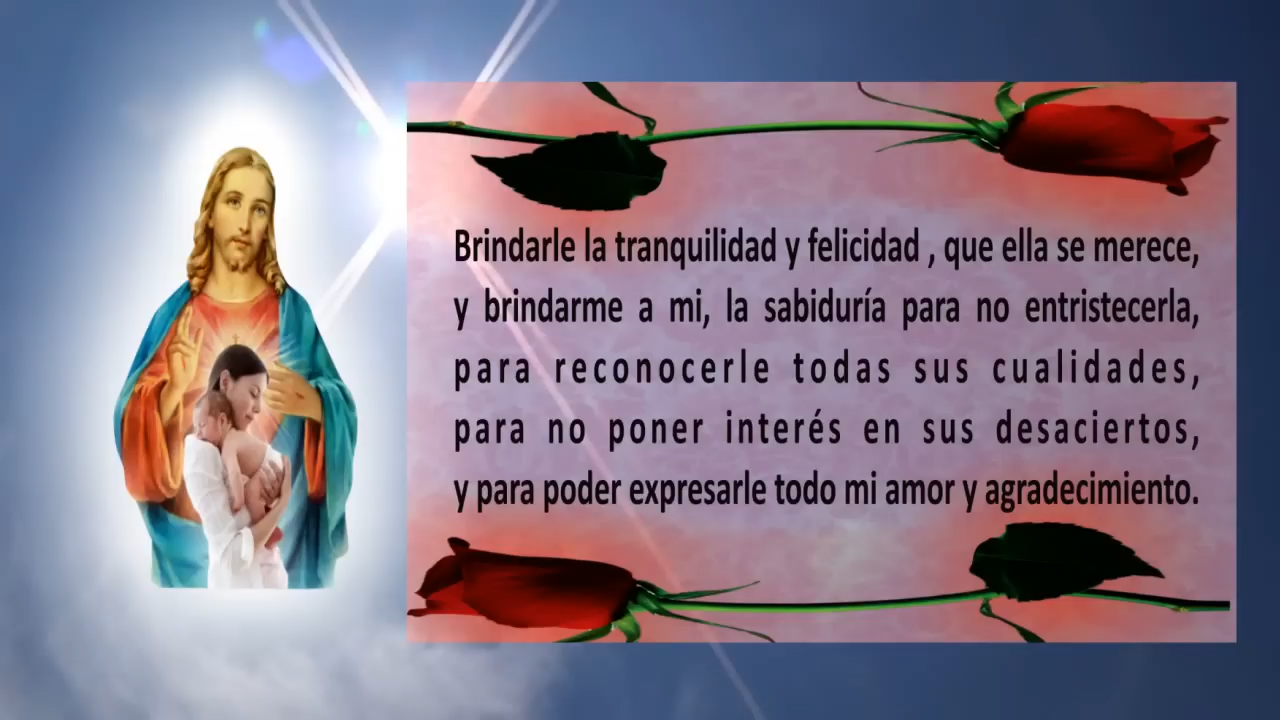 Brindarle la tranquilidad y felicidad , que ella se merece,
y brindarme a mi, la sabiduría para no entristecerla,
para reconocerle todas sus cualidades,
para no poner interés en sus desaciertos,
y para poder expresarle todo mi amor y agradecimiento.